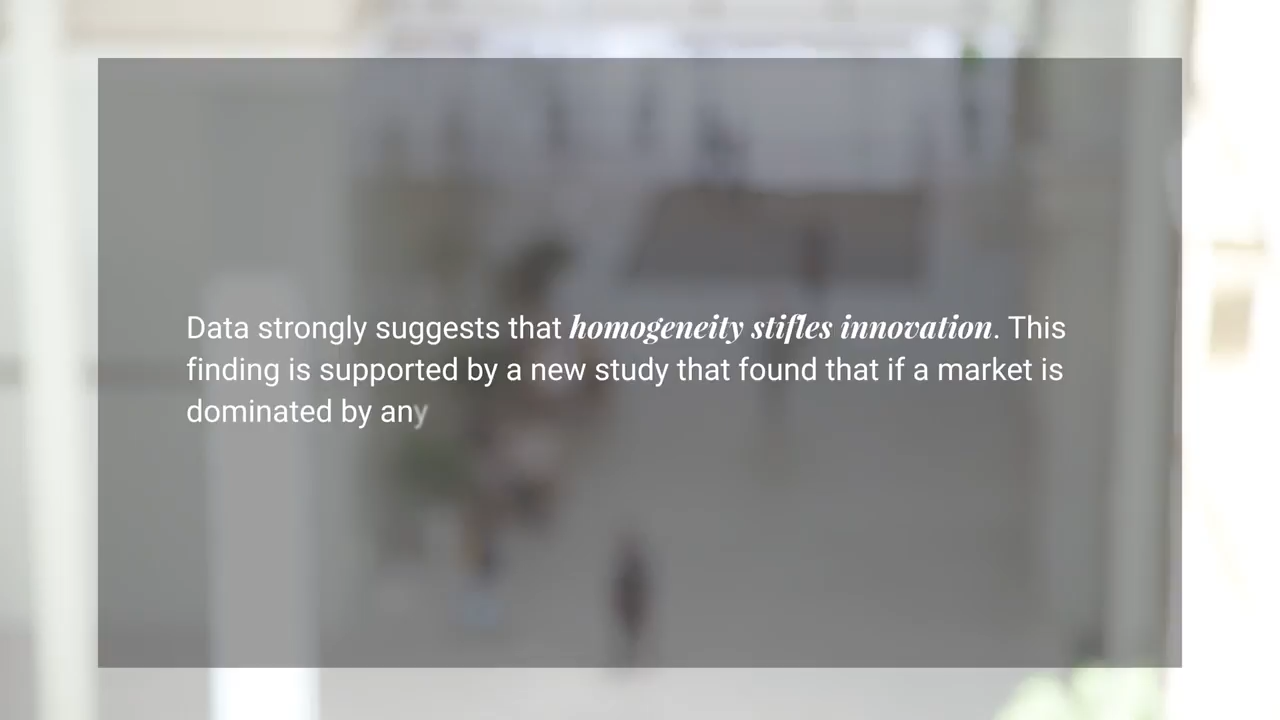 Data strongly suggests that homogeneity stifles innovation. This
finding is supported by a new study that found that if a market is
dominated by any